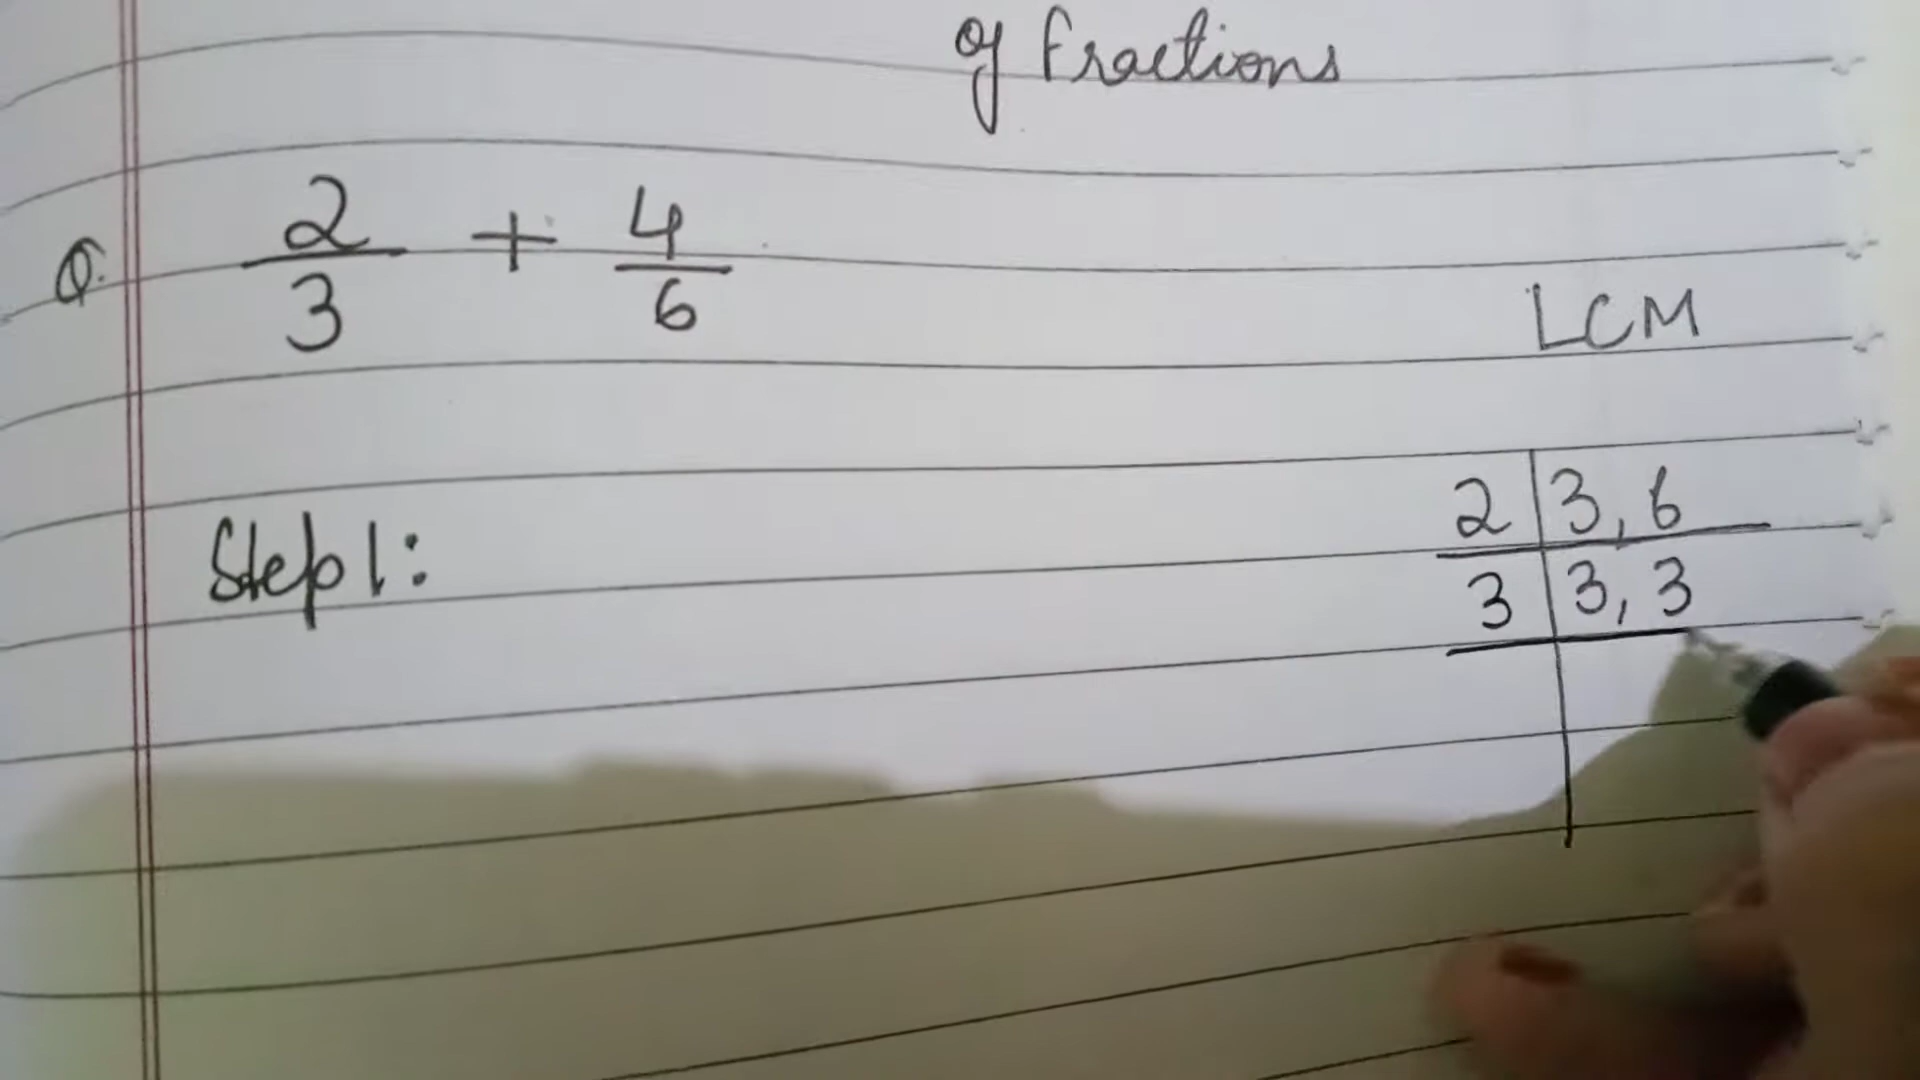 of Fractions
Q. 2/3 + 4/6
LCM
2 | 3, 6
Step 1:
3 | 3, 3